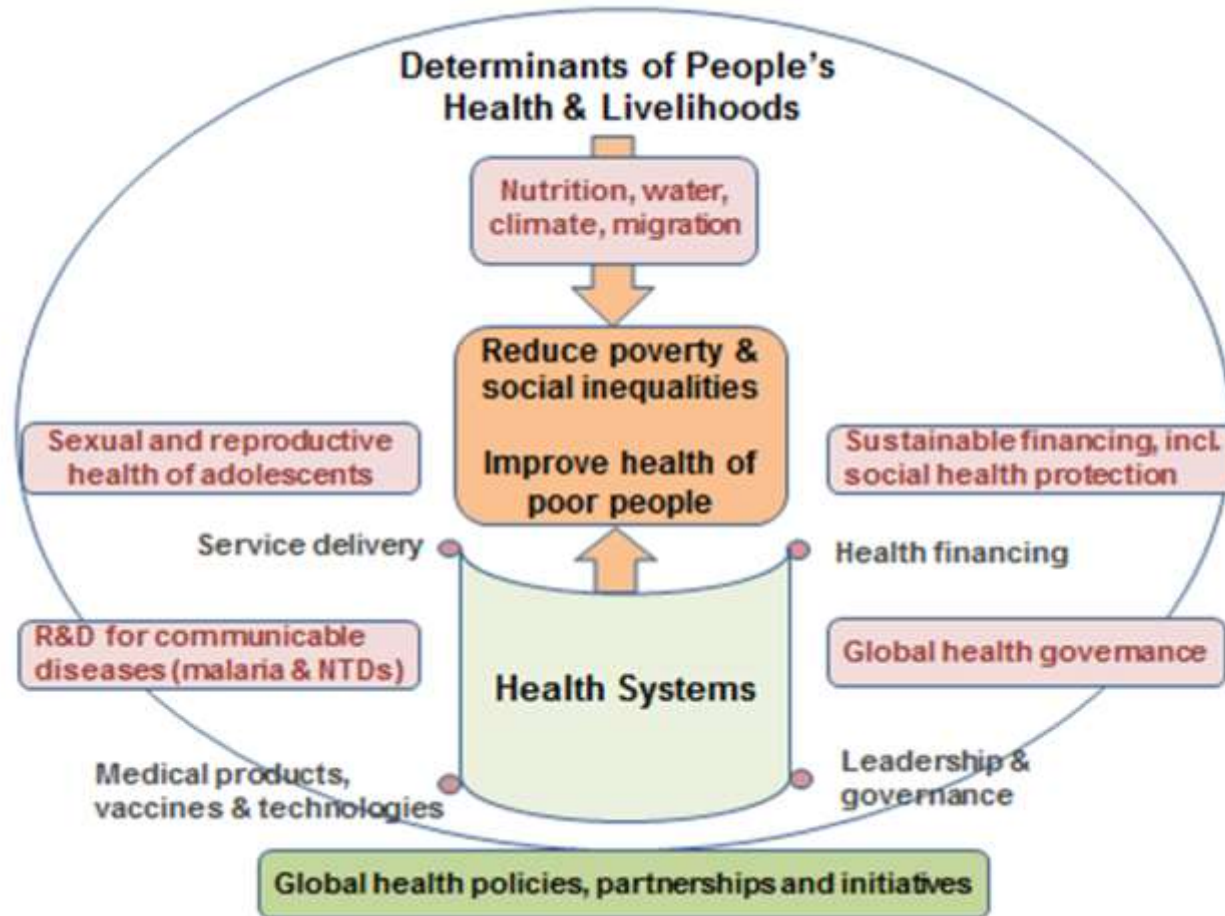 Determinants of People's
Health & Livelihoods
Nutrition, water,
climate, migration
Reduce poverty &
social inequalities
Improve health of
poor people
Sexual and reproductive
health of adolescents
Sustainable financing, incl.
social health protection
Service delivery
Health financing
R&D for communicable
diseases (malaria & NTDs)
Global health governance
Health Systems
Medical products,
vaccines & technologies
Leadership &
governance
Global health policies, partnerships and initiatives